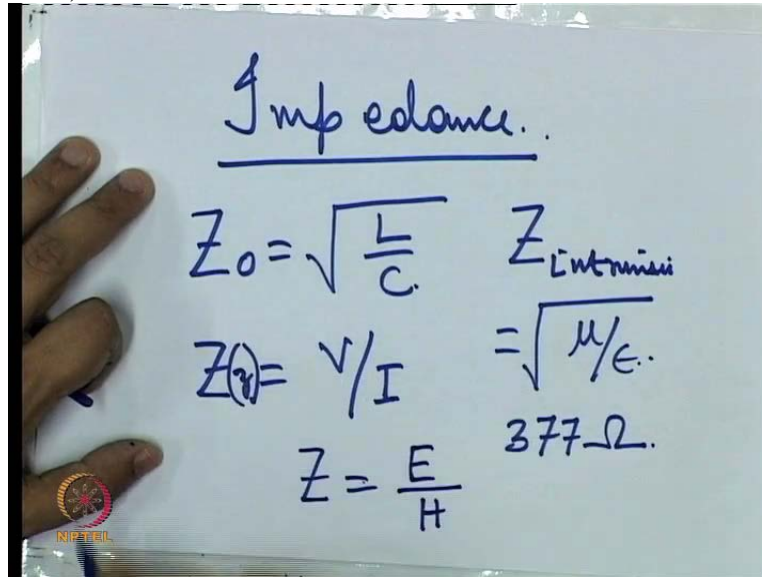 Impedance..
Z0 = √(L/C)
Z intrinsic
= √(μ/ϵ..
Z(z) = V/I
377 Ω.
Z = E/H
NPTEL